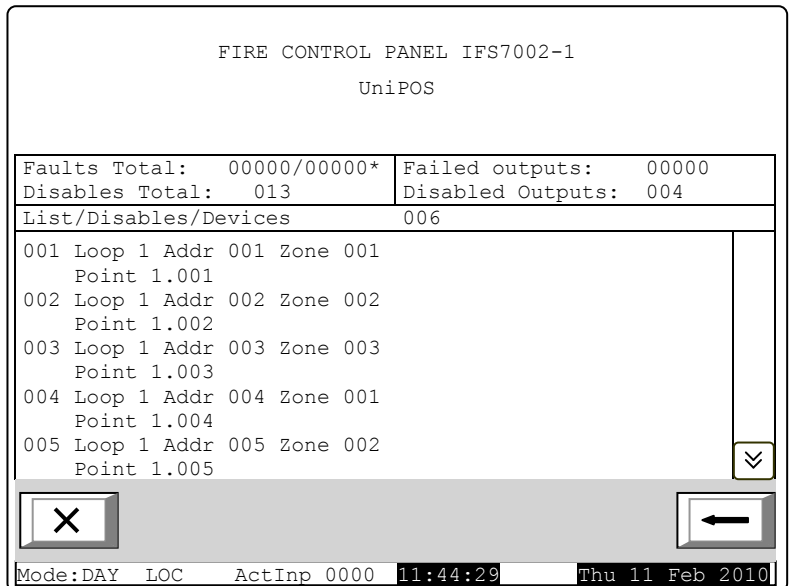 FIRE CONTROL PANEL IFS7002-1
UniPOS
Faults Total: 00000/00000* Failed outputs: 00000
Disables Total: 013 Disabled Outputs: 004
List/Disables/Devices 006
001 Loop 1 Addr 001 Zone 001
Point 1.001
002 Loop 1 Addr 002 Zone 002
Point 1.002
003 Loop 1 Addr 003 Zone 003
Point 1.003
004 Loop 1 Addr 004 Zone 001
Point 1.004
005 Loop 1 Addr 005 Zone 002
Point 1.005
Mode:DAY LOC ActInp 0000 11:44:29 Thu 11 Feb 2010